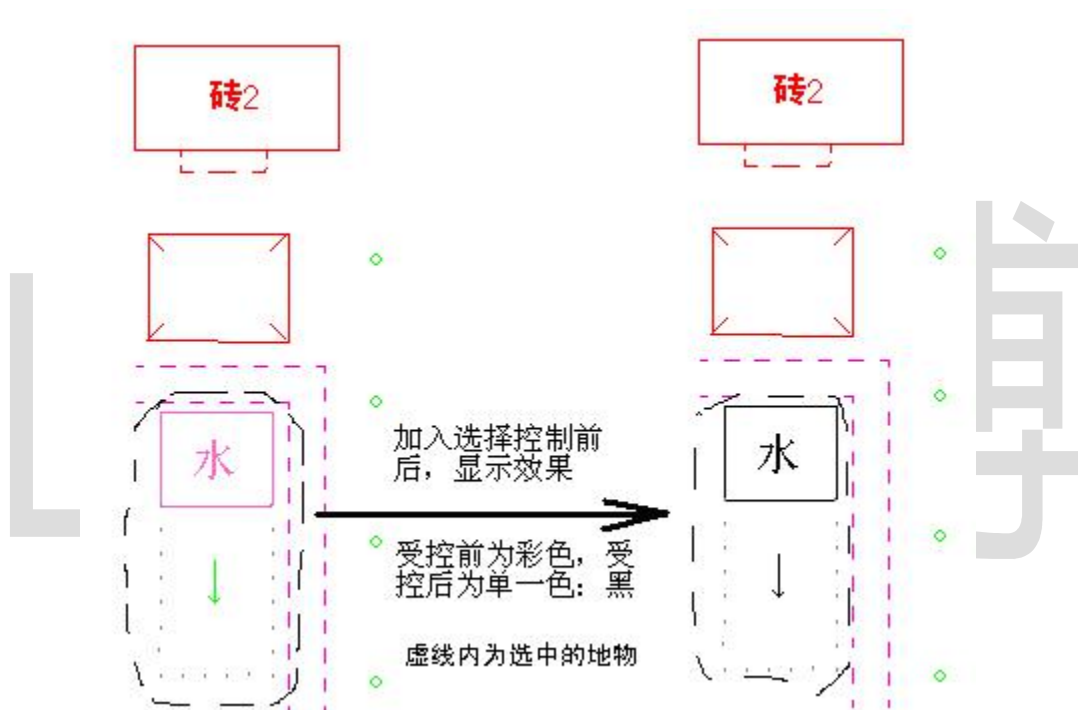 砖2
砖2
加入选择控制前
后，显示效果
水
水
受控前为彩色，受
控后为单一色：黑
虚线内为选中的地物